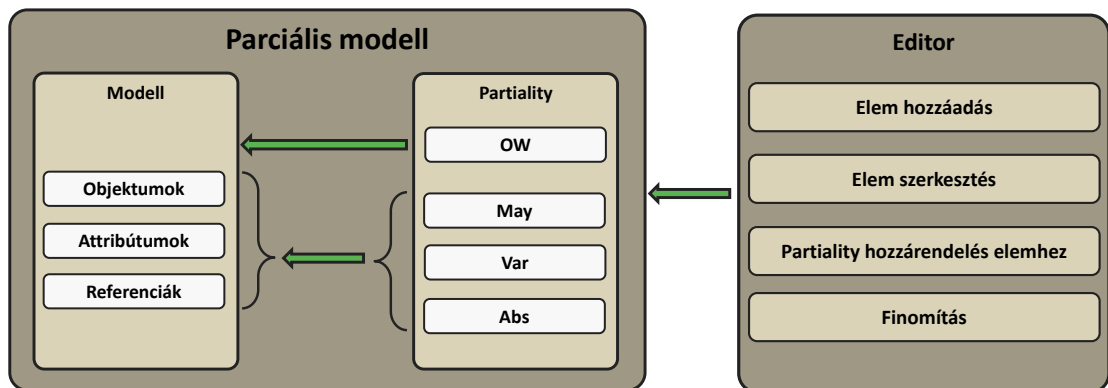 Parciális modell
Modell
Objektumok
Attribútumok
Referenciák
Partiality
OW
May
Var
Abs
Editor
Elem hozzáadás
Elem szerkesztés
Partiality hozzárendelés elemhez
Finomítás